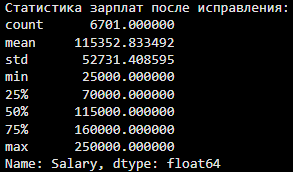 Статистика зарплат после исправления:
count 6701.000000
mean 115352.833492
std 52731.408595
min 25000.000000
25% 70000.000000
50% 115000.000000
75% 160000.000000
max 250000.000000
Name: Salary, dtype: float64